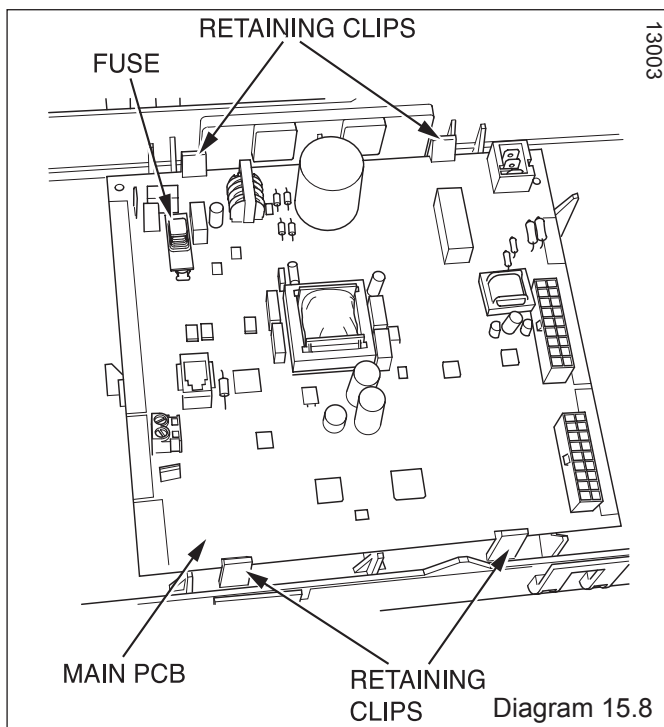 RETAINING CLIPS
FUSE
13003
MAIN PCB
RETAINING
CLIPS
Diagram 15.8